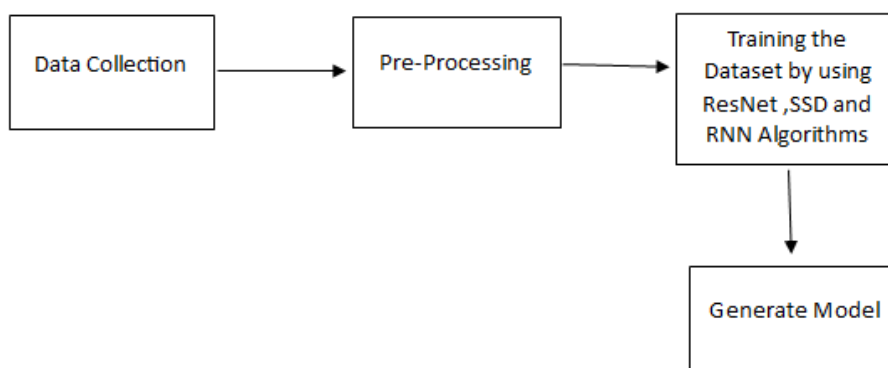 Data Collection
Pre-Processing
Training the
Dataset by using
ResNet ,SSD and
RNN Algorithms
Generate Model